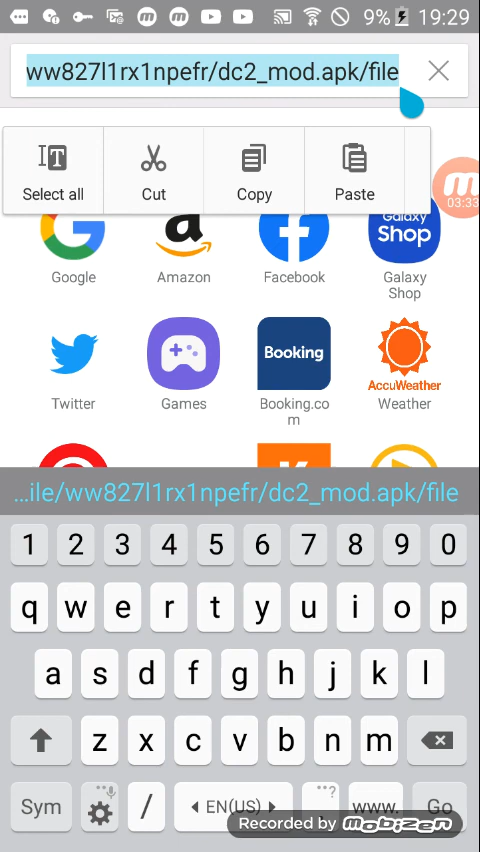 9% 19:29
ww827l1rx1npefr/dc2_mod.apk/file
Select all Cut Copy Paste
03:33
a Galaxy Shop
Google Amazon Facebook Galaxy
Shop
Booking
AccuWeather
Twitter Games Booking.co
m Weather
...ile/ww827l1rx1npefr/dc2_mod.apk/file
1 2 3 4 5 6 7 8 9 0
q w e r t y u i o p
a s d f g h j k l
z x c v b n m
Sym / EN(US) ? www. Go
Recorded by mobizen